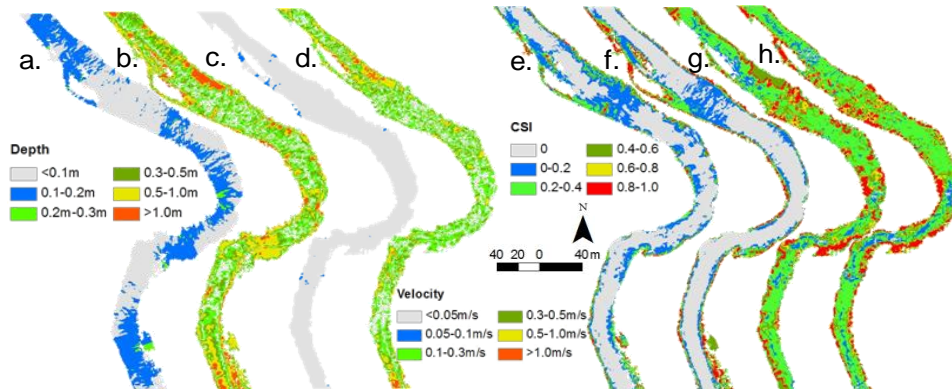 a.
b.
c.
d.
e.
f.
g.
h.
Depth
<0.1m
0.1-0.2m
0.2m-0.3m
0.3-0.5m
0.5-1.0m
>1.0m
CSI
0
0-0.2
0.2-0.4
0.4-0.6
0.6-0.8
0.8-1.0
N
40 20 0 40 m
Velocity
<0.05m/s
0.05-0.1m/s
0.1-0.3m/s
0.3-0.5m/s
0.5-1.0m/s
>1.0m/s